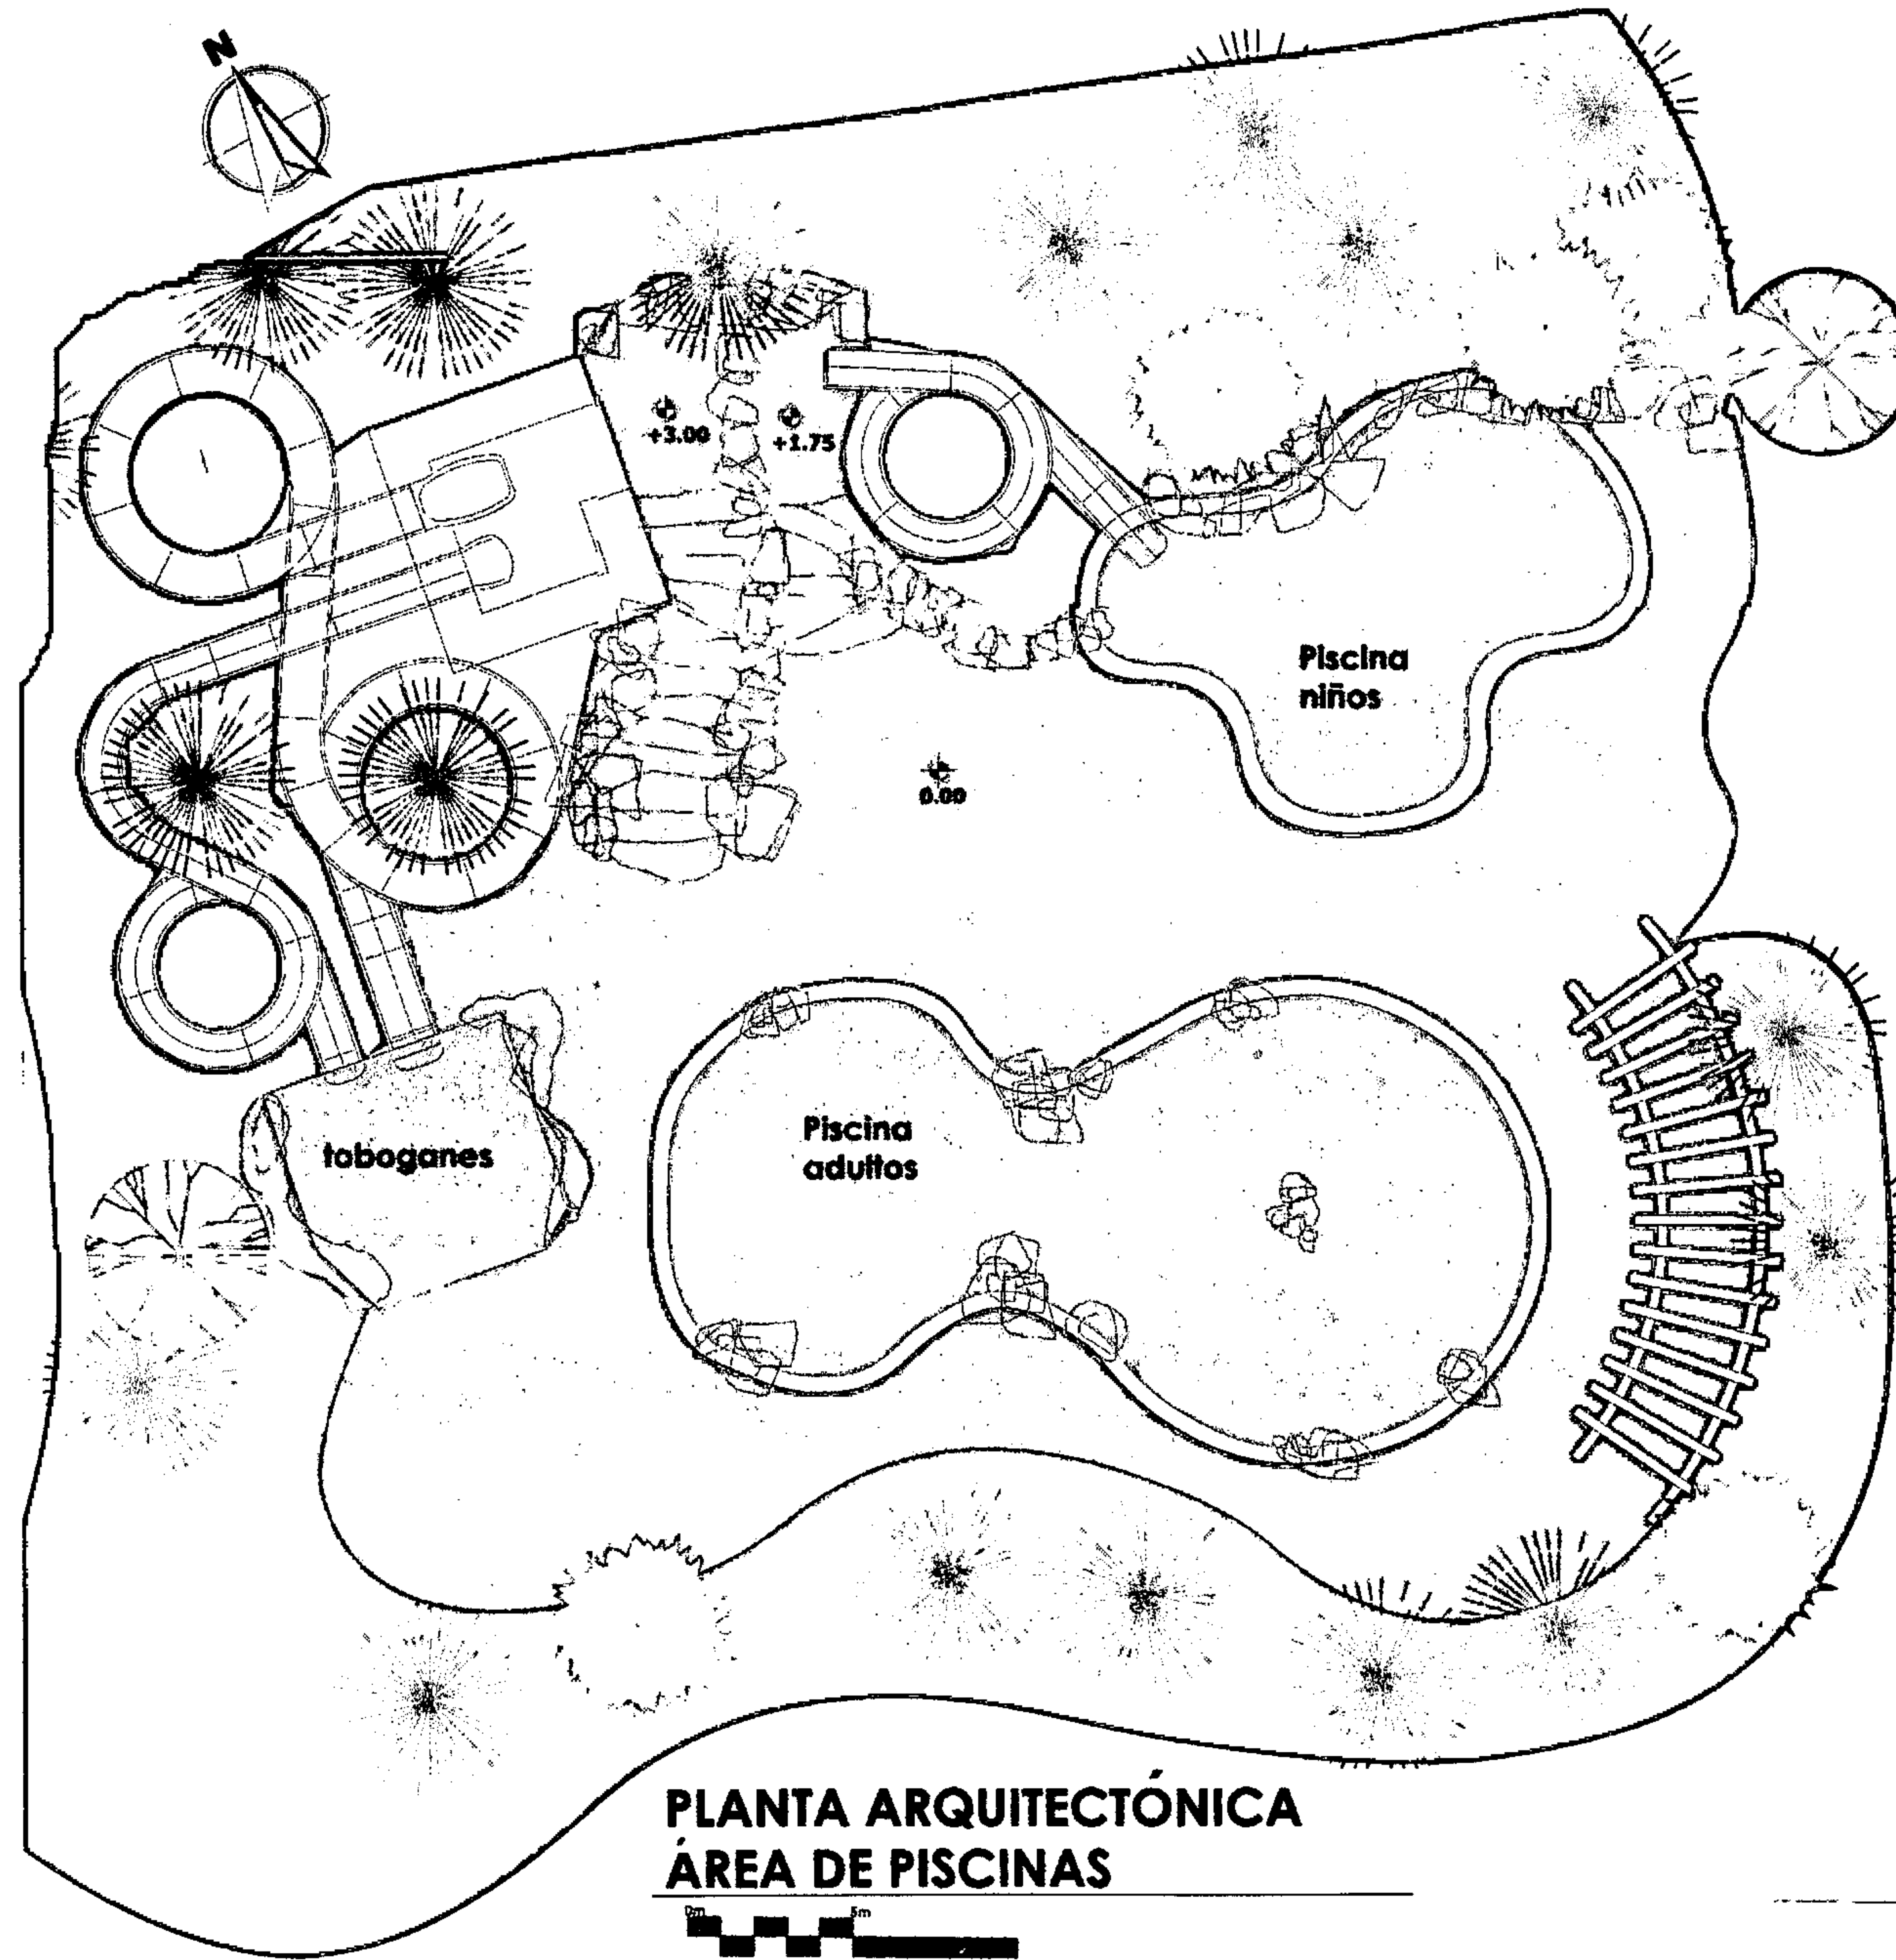 N
+3.00
+1.75
Piscina
niños
0.00
Piscina
adultos
toboganes
PLANTA ARQUITECTÓNICA
ÁREA DE PISCINAS
0m 5m